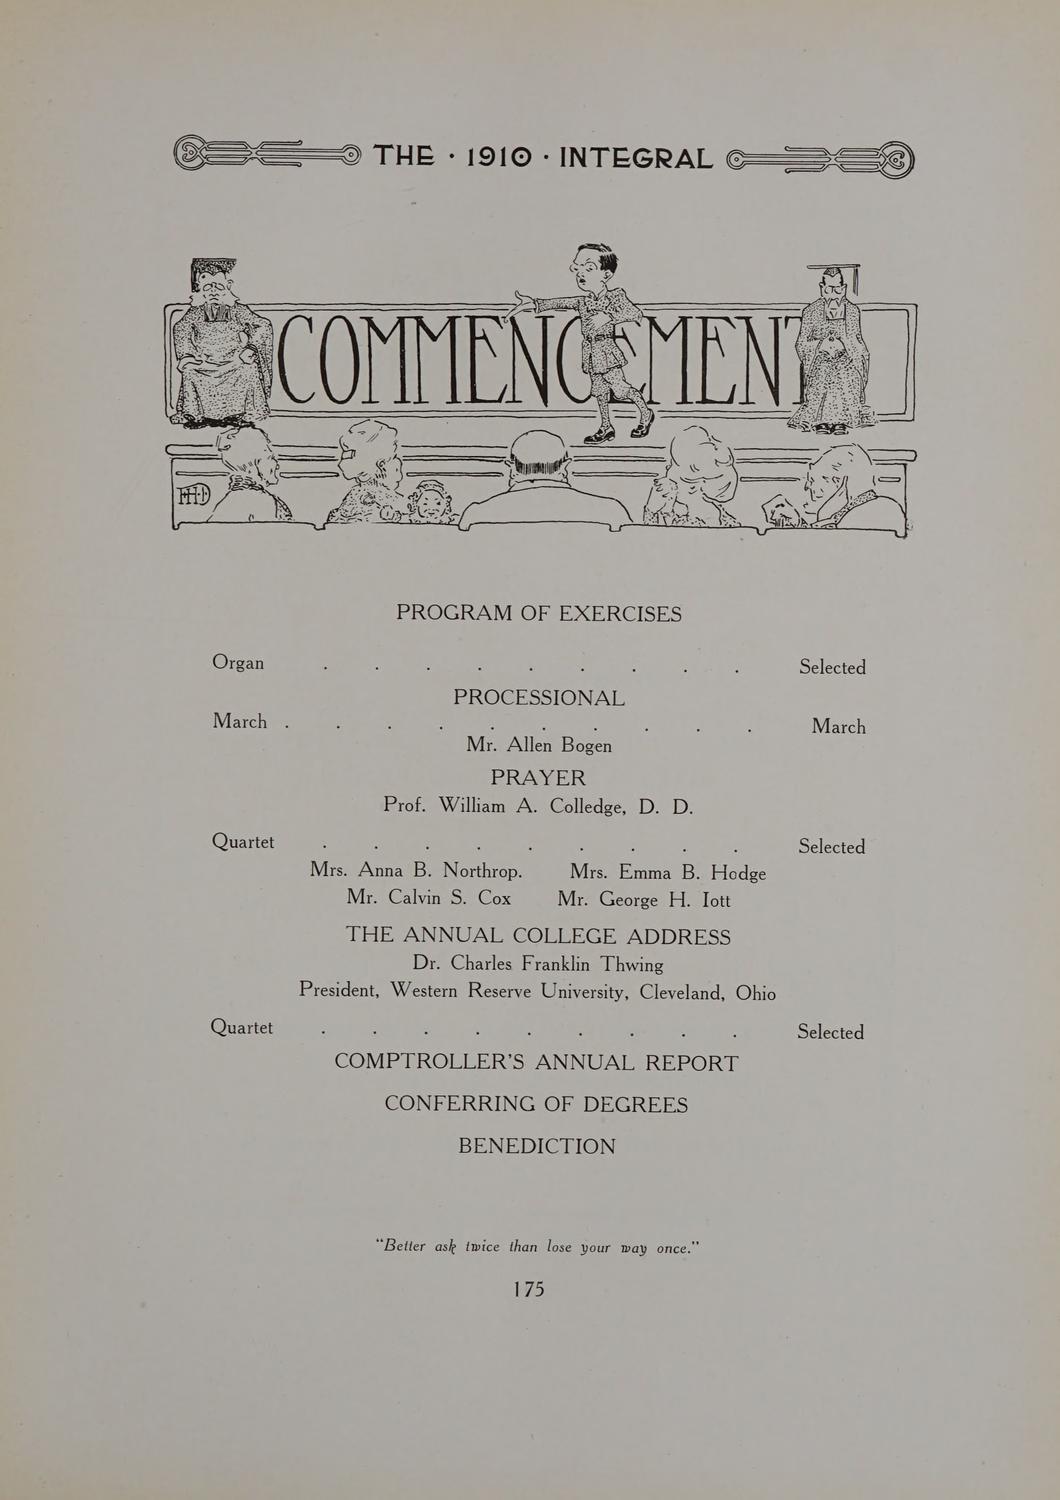 THE · 1910 · INTEGRAL
COMMENCEMENT
HHD
PROGRAM OF EXERCISES
Organ . . . . . . . . . Selected
PROCESSIONAL
March . . . . . . . . . . March
Mr. Allen Bogen
PRAYER
Prof. William A. Colledge, D. D.
Quartet . . . . . . . . . Selected
Mrs. Anna B. Northrop. Mrs. Emma B. Hodge
Mr. Calvin S. Cox Mr. George H. Iott
THE ANNUAL COLLEGE ADDRESS
Dr. Charles Franklin Thwing
President, Western Reserve University, Cleveland, Ohio
Quartet . . . . . . . . . Selected
COMPTROLLER'S ANNUAL REPORT
CONFERRING OF DEGREES
BENEDICTION
"Better ask twice than lose your way once."
175